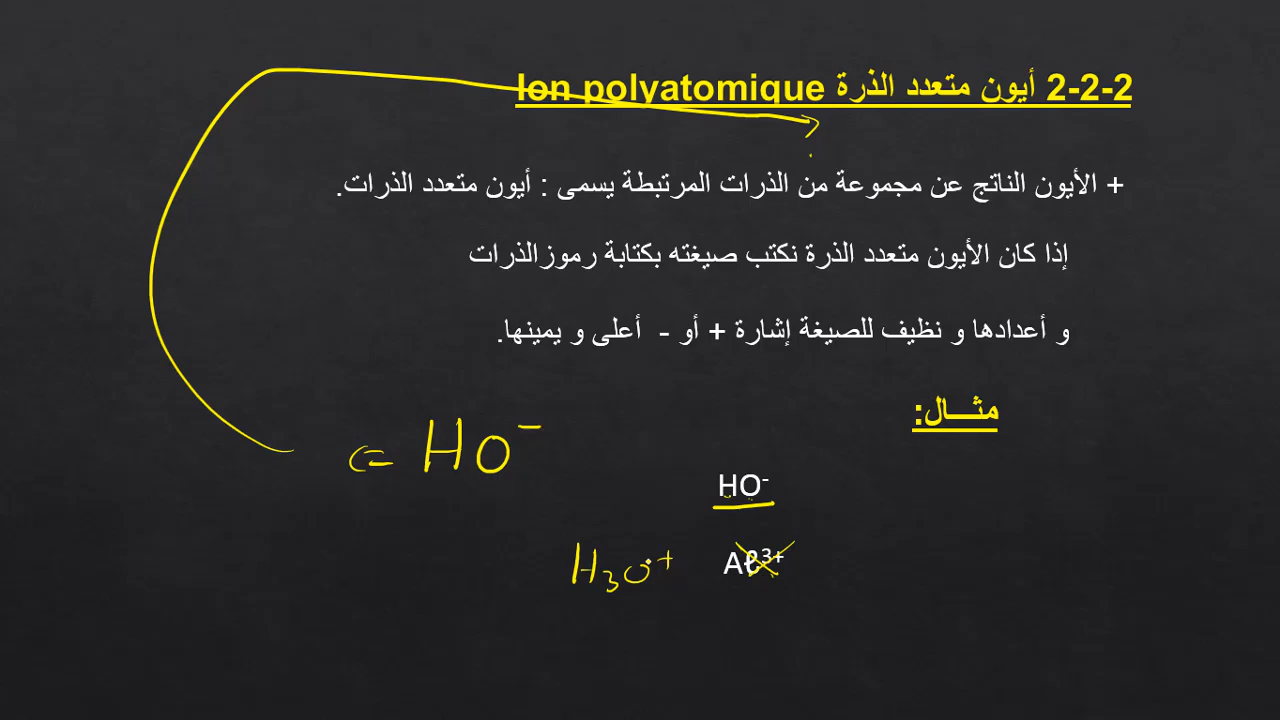 2-2-2 أيون متعدد الذرة Ion polyatomique
+ الأيون الناتج عن مجموعة من الذرات المرتبطة يسمى : أيون متعدد الذرات.
إذا كان الأيون متعدد الذرة نكتب صيغته بكتابة رموز الذرات
و أعدادها و نظيف للصيغة إشارة + أو - أعلى و يمينها.
مثـــال:
HO⁻
HO⁻
Aℓ³⁺
H₃O⁺